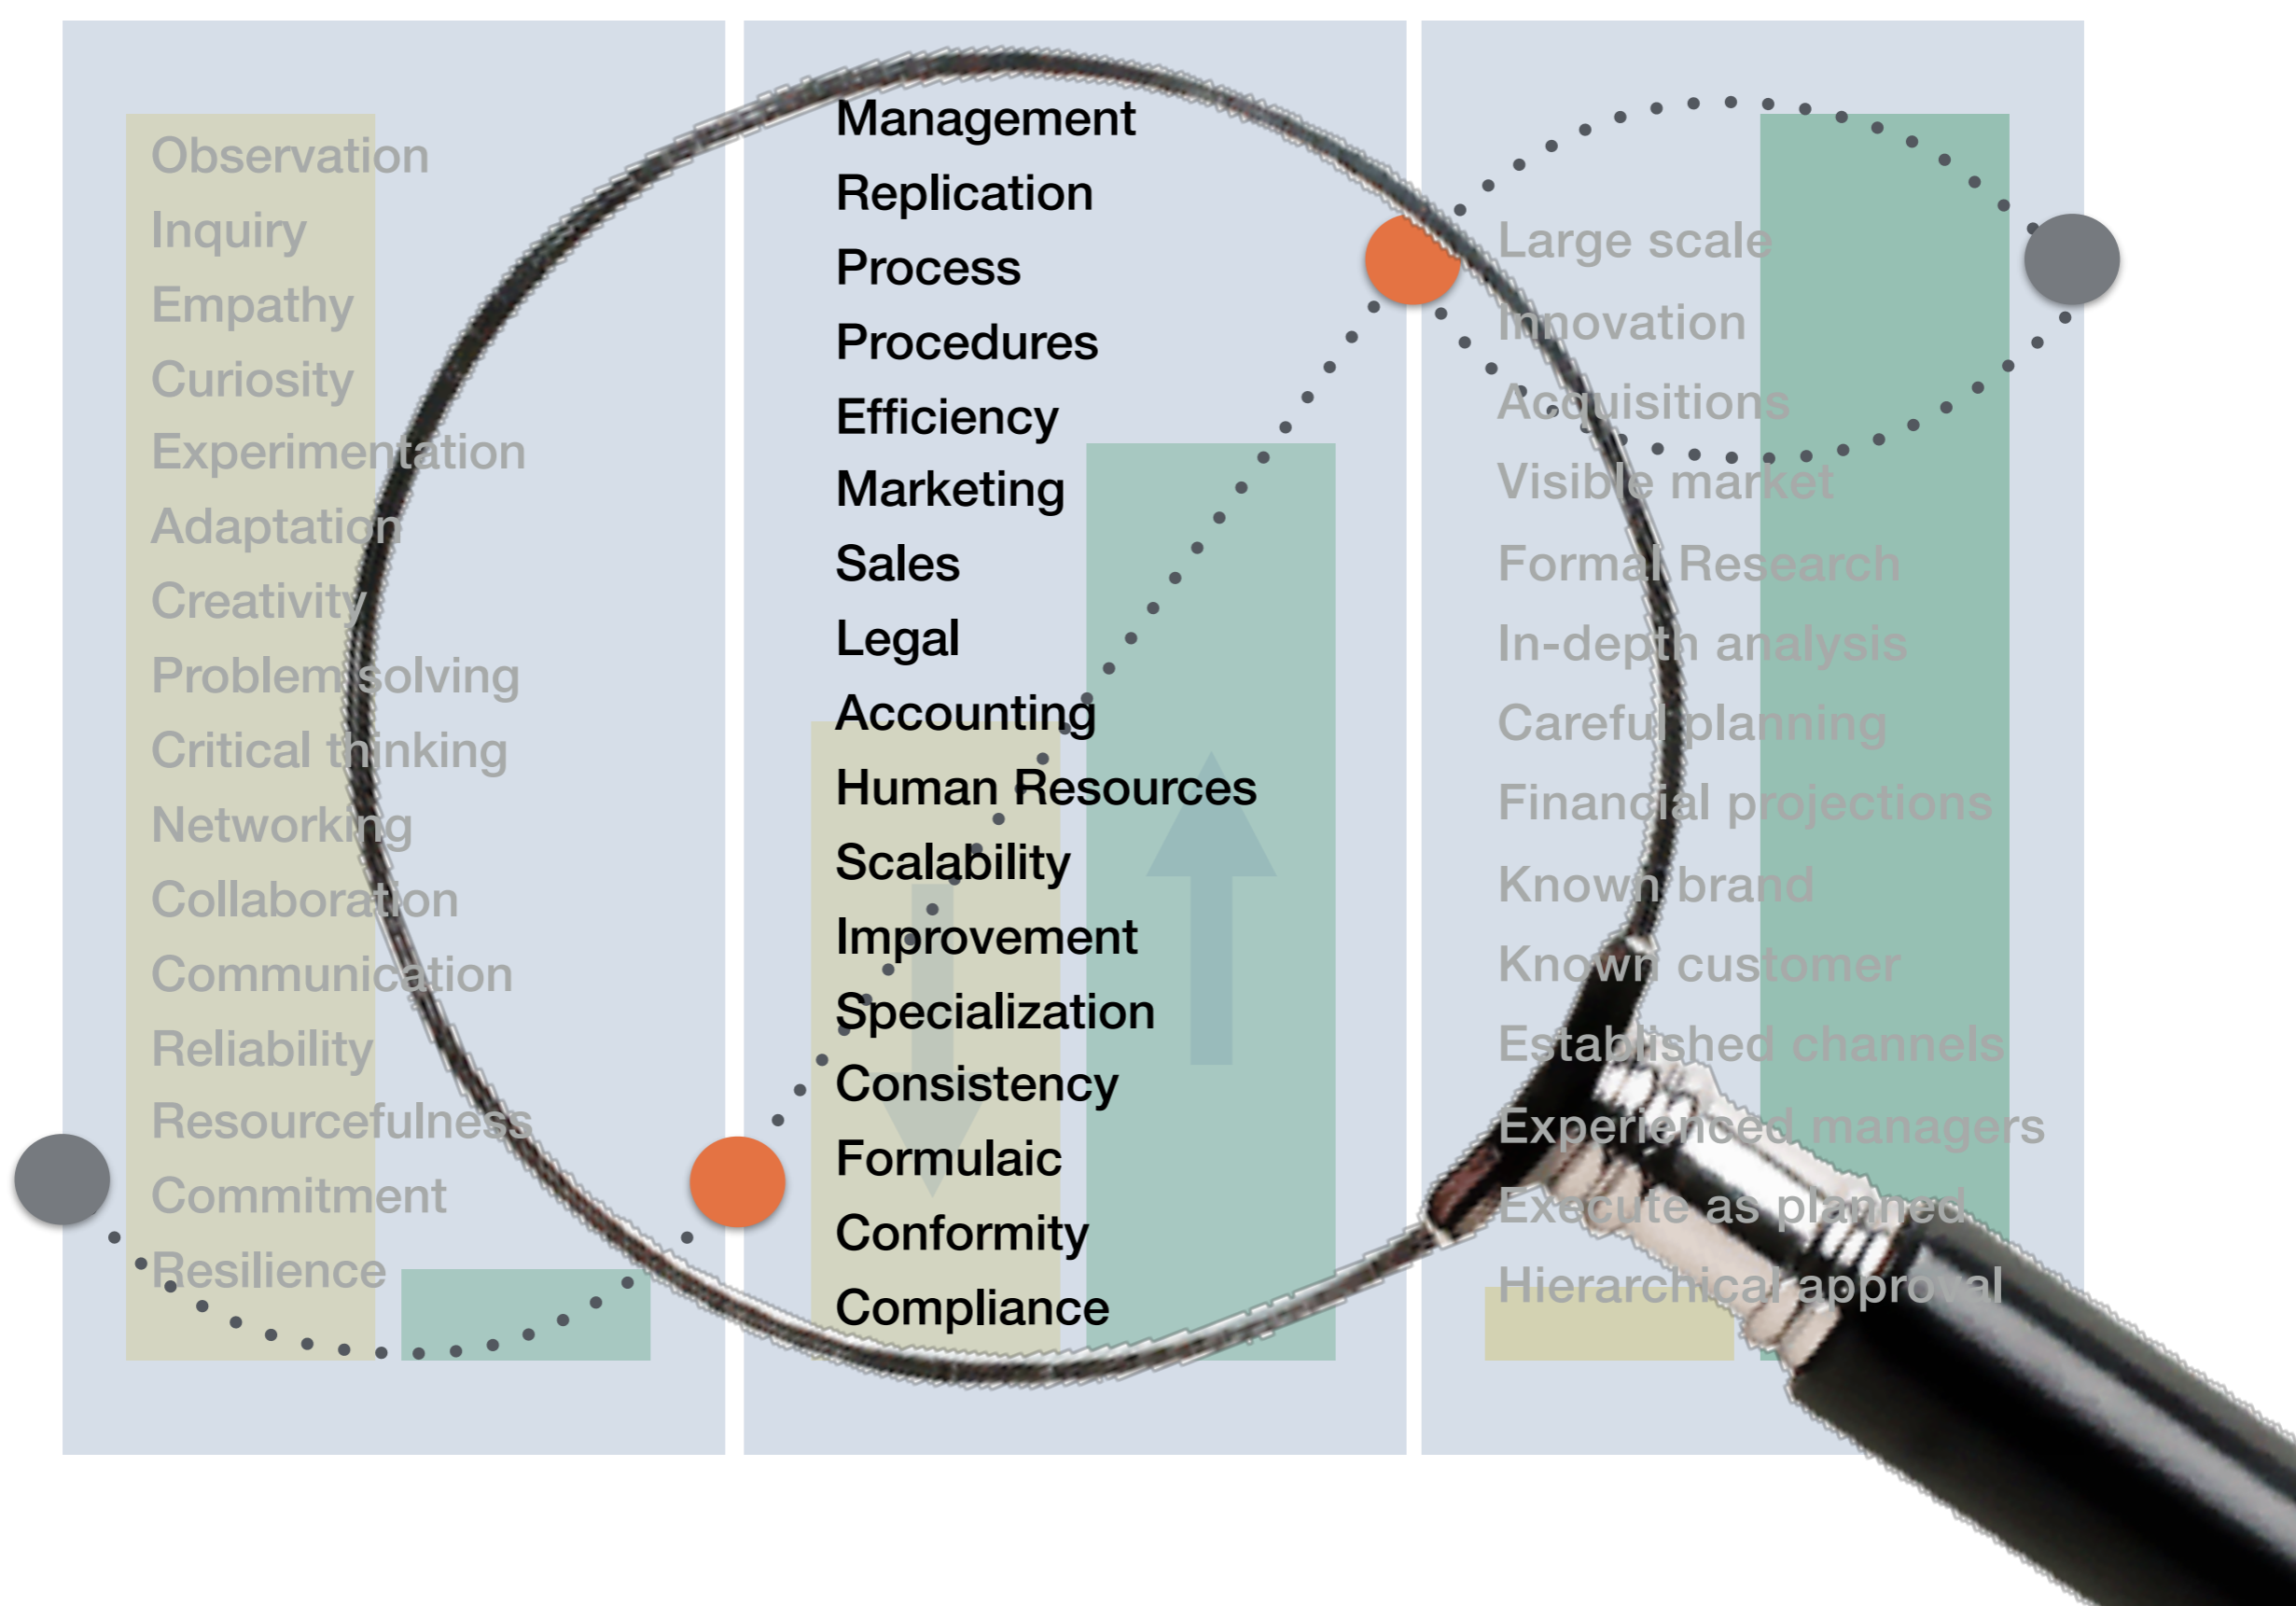 Observation
Inquiry
Empathy
Curiosity
Experimentation
Adaptation
Creativity
Problem solving
Critical thinking
Networking
Collaboration
Communication
Reliability
Resourcefulness
Commitment
Resilience
Management
Replication
Process
Procedures
Efficiency
Marketing
Sales
Legal
Accounting
Human Resources
Scalability
Improvement
Specialization
Consistency
Formulaic
Conformity
Compliance
Large scale
Innovation
Acquisitions
Visible market
Formal Research
In-depth analysis
Careful planning
Financial projections
Known brand
Known customer
Established channels
Experienced managers
Execute as planned
Hierarchical approval